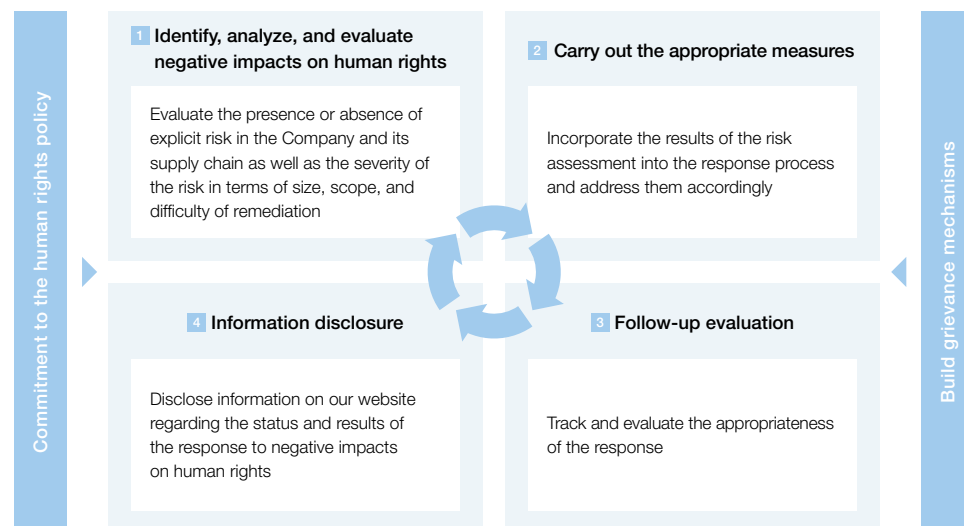 Commitment to the human rights policy
1 Identify, analyze, and evaluate
negative impacts on human rights
Evaluate the presence or absence of
explicit risk in the Company and its
supply chain as well as the severity of
the risk in terms of size, scope, and
difficulty of remediation
2 Carry out the appropriate measures
Incorporate the results of the risk
assessment into the response process
and address them accordingly
4 Information disclosure
Disclose information on our website
regarding the status and results of
the response to negative impacts
on human rights
3 Follow-up evaluation
Track and evaluate the appropriateness
of the response
Build grievance mechanisms